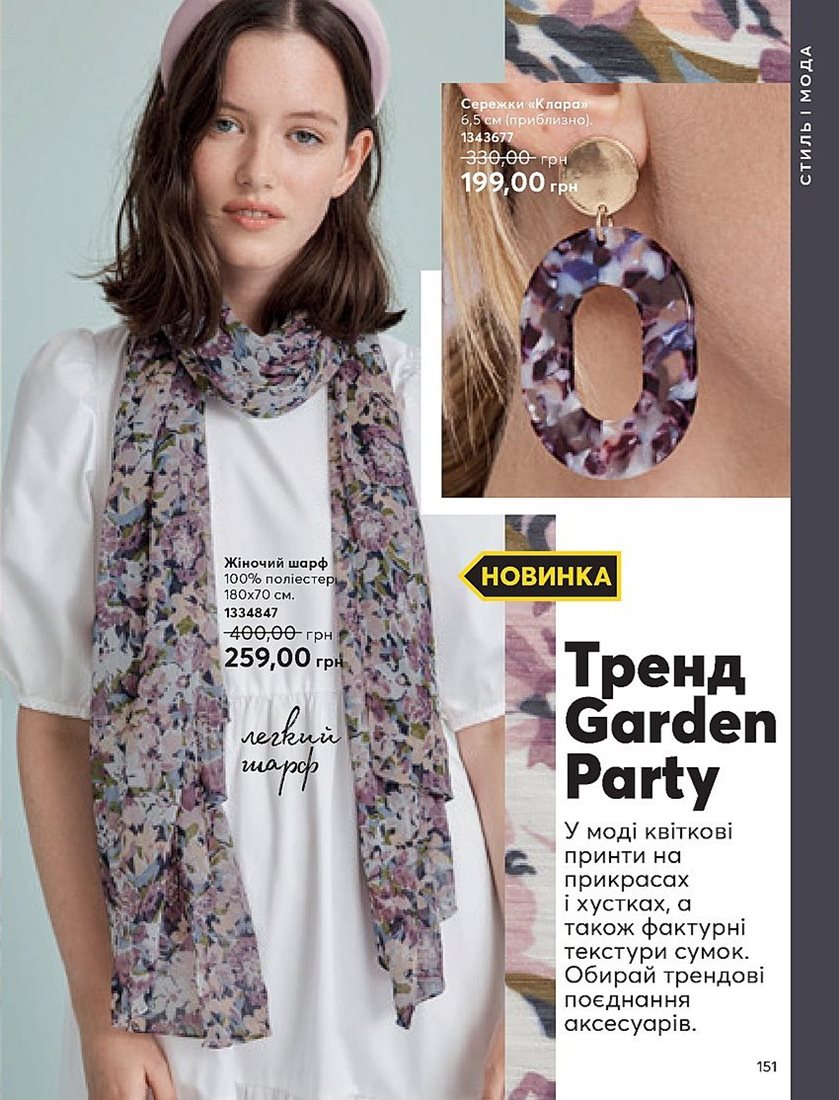 СТИЛЬ І МОДА
Сережки «Клара»
6,5 см (приблизно).
1343677
330,00 грн
199,00 грн
НОВИНКА
Жіночий шарф
100% поліестер,
180х70 см.
1334847
400,00 грн
259,00 грн
легкий
шарф
Тренд
Garden
Party
У моді квіткові
принти на
прикрасах
і хустках, а
також фактурні
текстури сумок.
Обирай трендові
поєднання
аксесуарів.
151